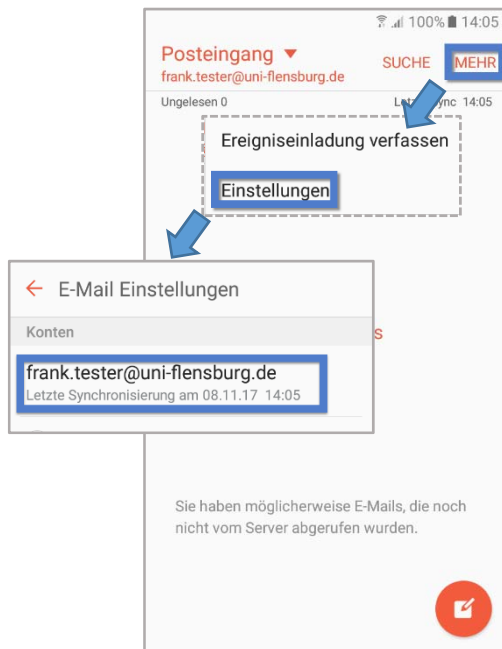 100% 14:05
Posteingang
SUCHE MEHR
frank.tester@uni-flensburg.de
Ungelesen 0 14:05
Ereigniseinladung verfassen
Einstellungen
E-Mail Einstellungen
Konten
s
frank.tester@uni-flensburg.de
Letzte Synchronisierung am 08.11.17 14:05
Sie haben möglicherweise E-Mails, die noch
nicht vom Server abgerufen wurden.